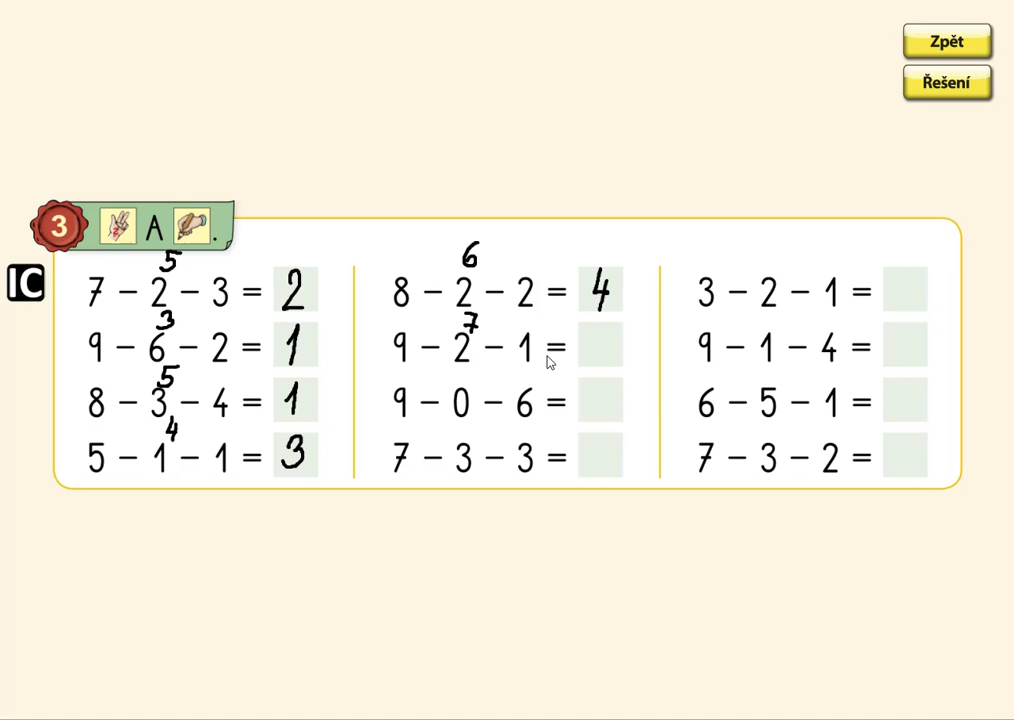 Zpět
Řešení
3 A .
IC
5
7 − 2 − 3 = 2
3
9 − 6 − 2 = 1
5
8 − 3 − 4 = 1
4
5 − 1 − 1 = 3
6
8 − 2 − 2 = 4
7
9 − 2 − 1 =
9 − 0 − 6 =
7 − 3 − 3 =
3 − 2 − 1 =
9 − 1 − 4 =
6 − 5 − 1 =
7 − 3 − 2 =